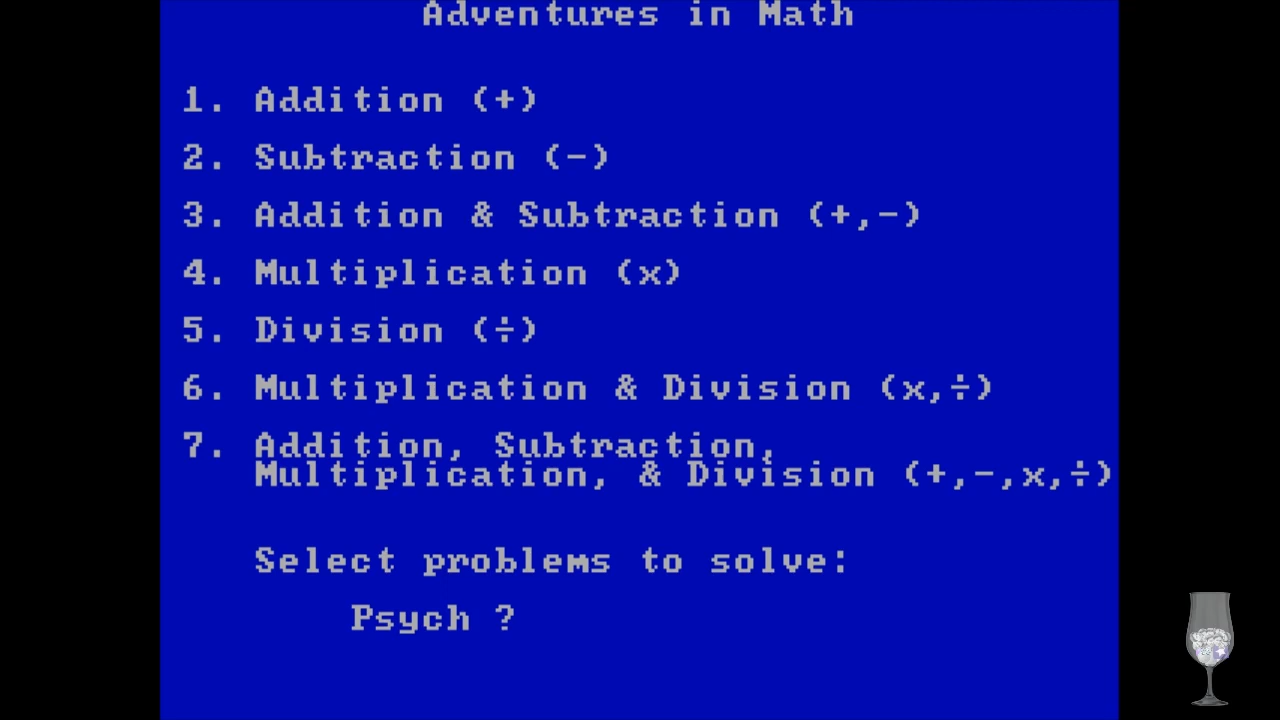 Adventures in Math
1. Addition (+)
2. Subtraction (-)
3. Addition & Subtraction (+,-)
4. Multiplication (x)
5. Division (÷)
6. Multiplication & Division (x,÷)
7. Addition, Subtraction,
Multiplication, & Division (+,-,x,÷)
Select problems to solve:
Psych ?